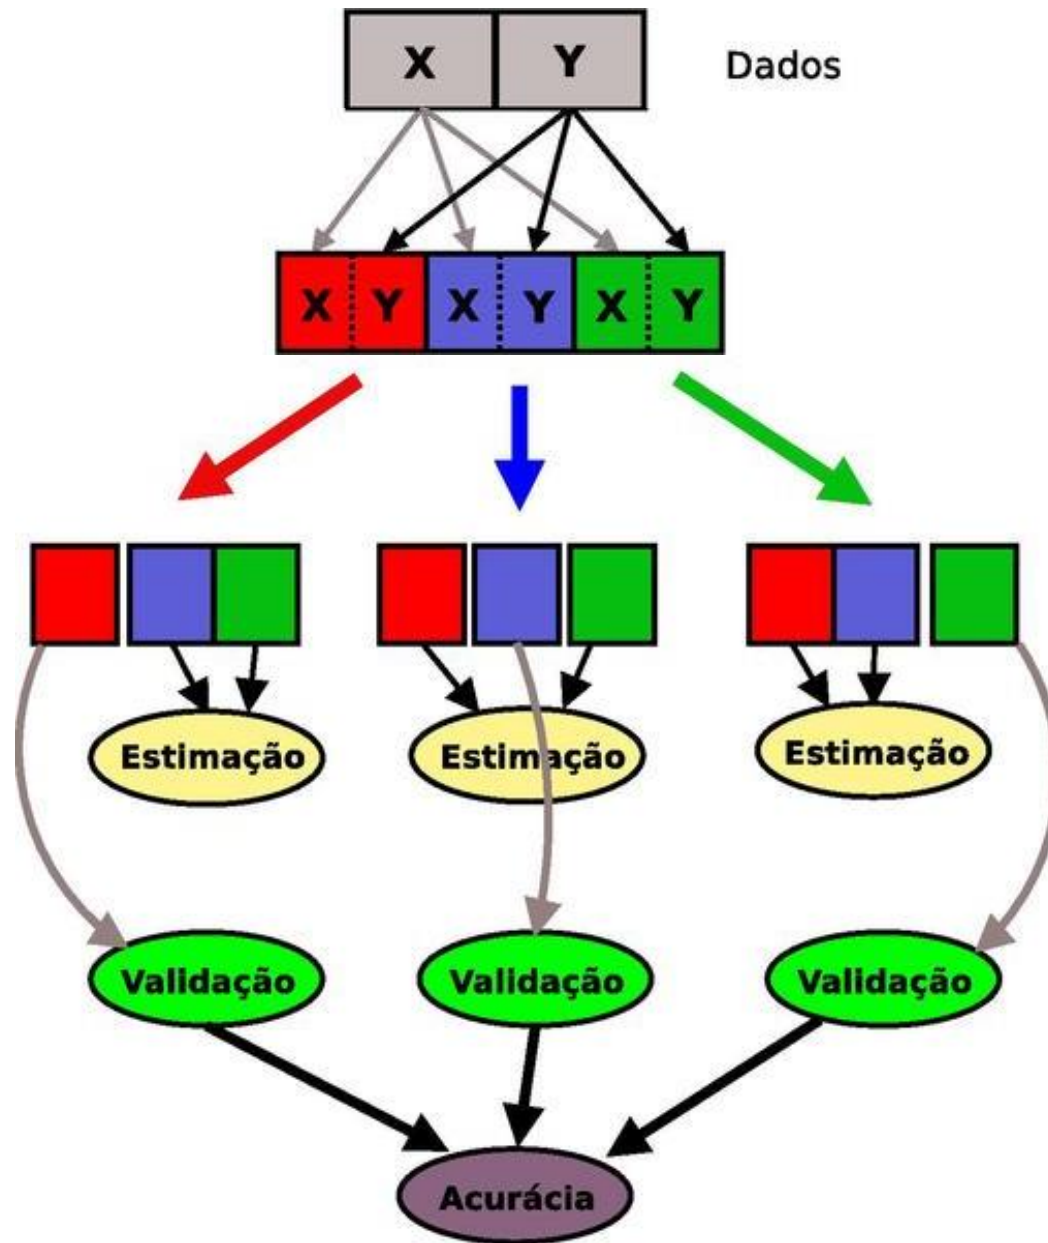 X Y Dados
X Y X Y X Y
Estimação Estimação Estimação
Validação Validação Validação
Acurácia